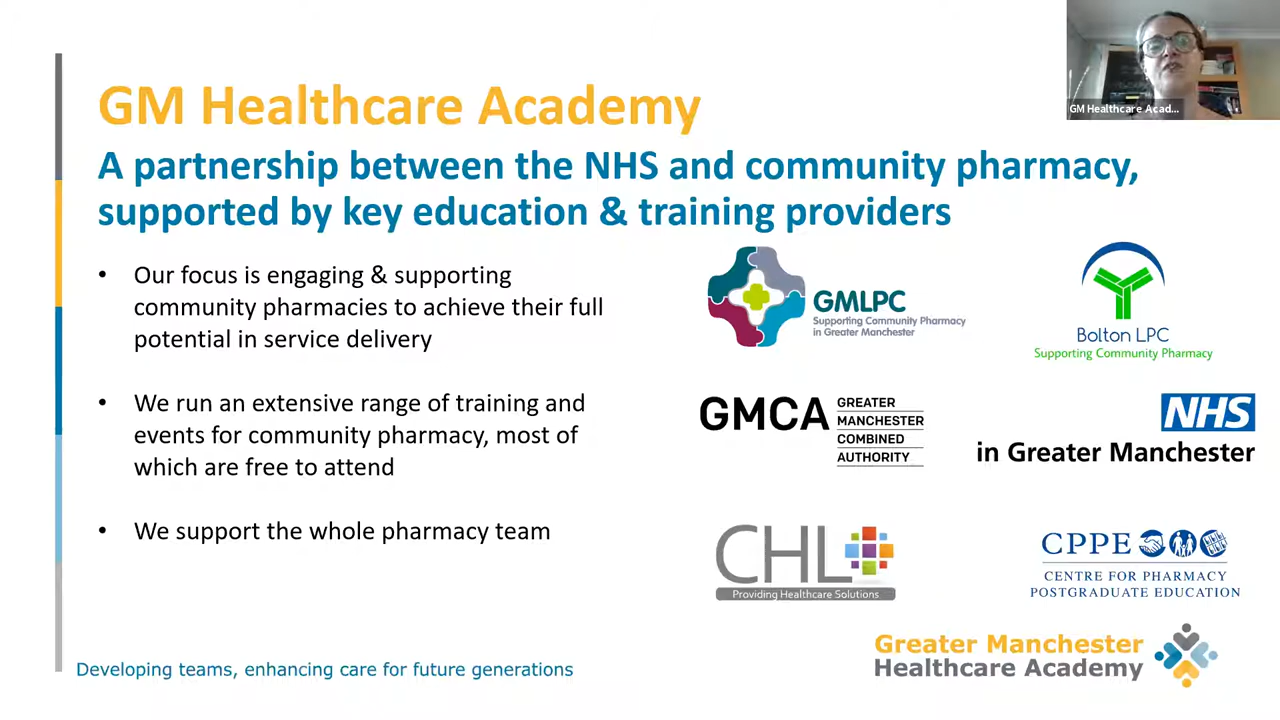 GM Healthcare Academy
GM Healthcare Acad...
A partnership between the NHS and community pharmacy,
supported by key education & training providers
• Our focus is engaging & supporting
community pharmacies to achieve their full
potential in service delivery
• We run an extensive range of training and
events for community pharmacy, most of
which are free to attend
• We support the whole pharmacy team
GMLPC
Supporting Community Pharmacy
in Greater Manchester
Bolton LPC
Supporting Community Pharmacy
GMCA
GREATER
MANCHESTER
COMBINED
AUTHORITY
NHS
in Greater Manchester
CHL
Providing Healthcare Solutions
CPPE
CENTRE FOR PHARMACY
POSTGRADUATE EDUCATION
Developing teams, enhancing care for future generations
Greater Manchester
Healthcare Academy